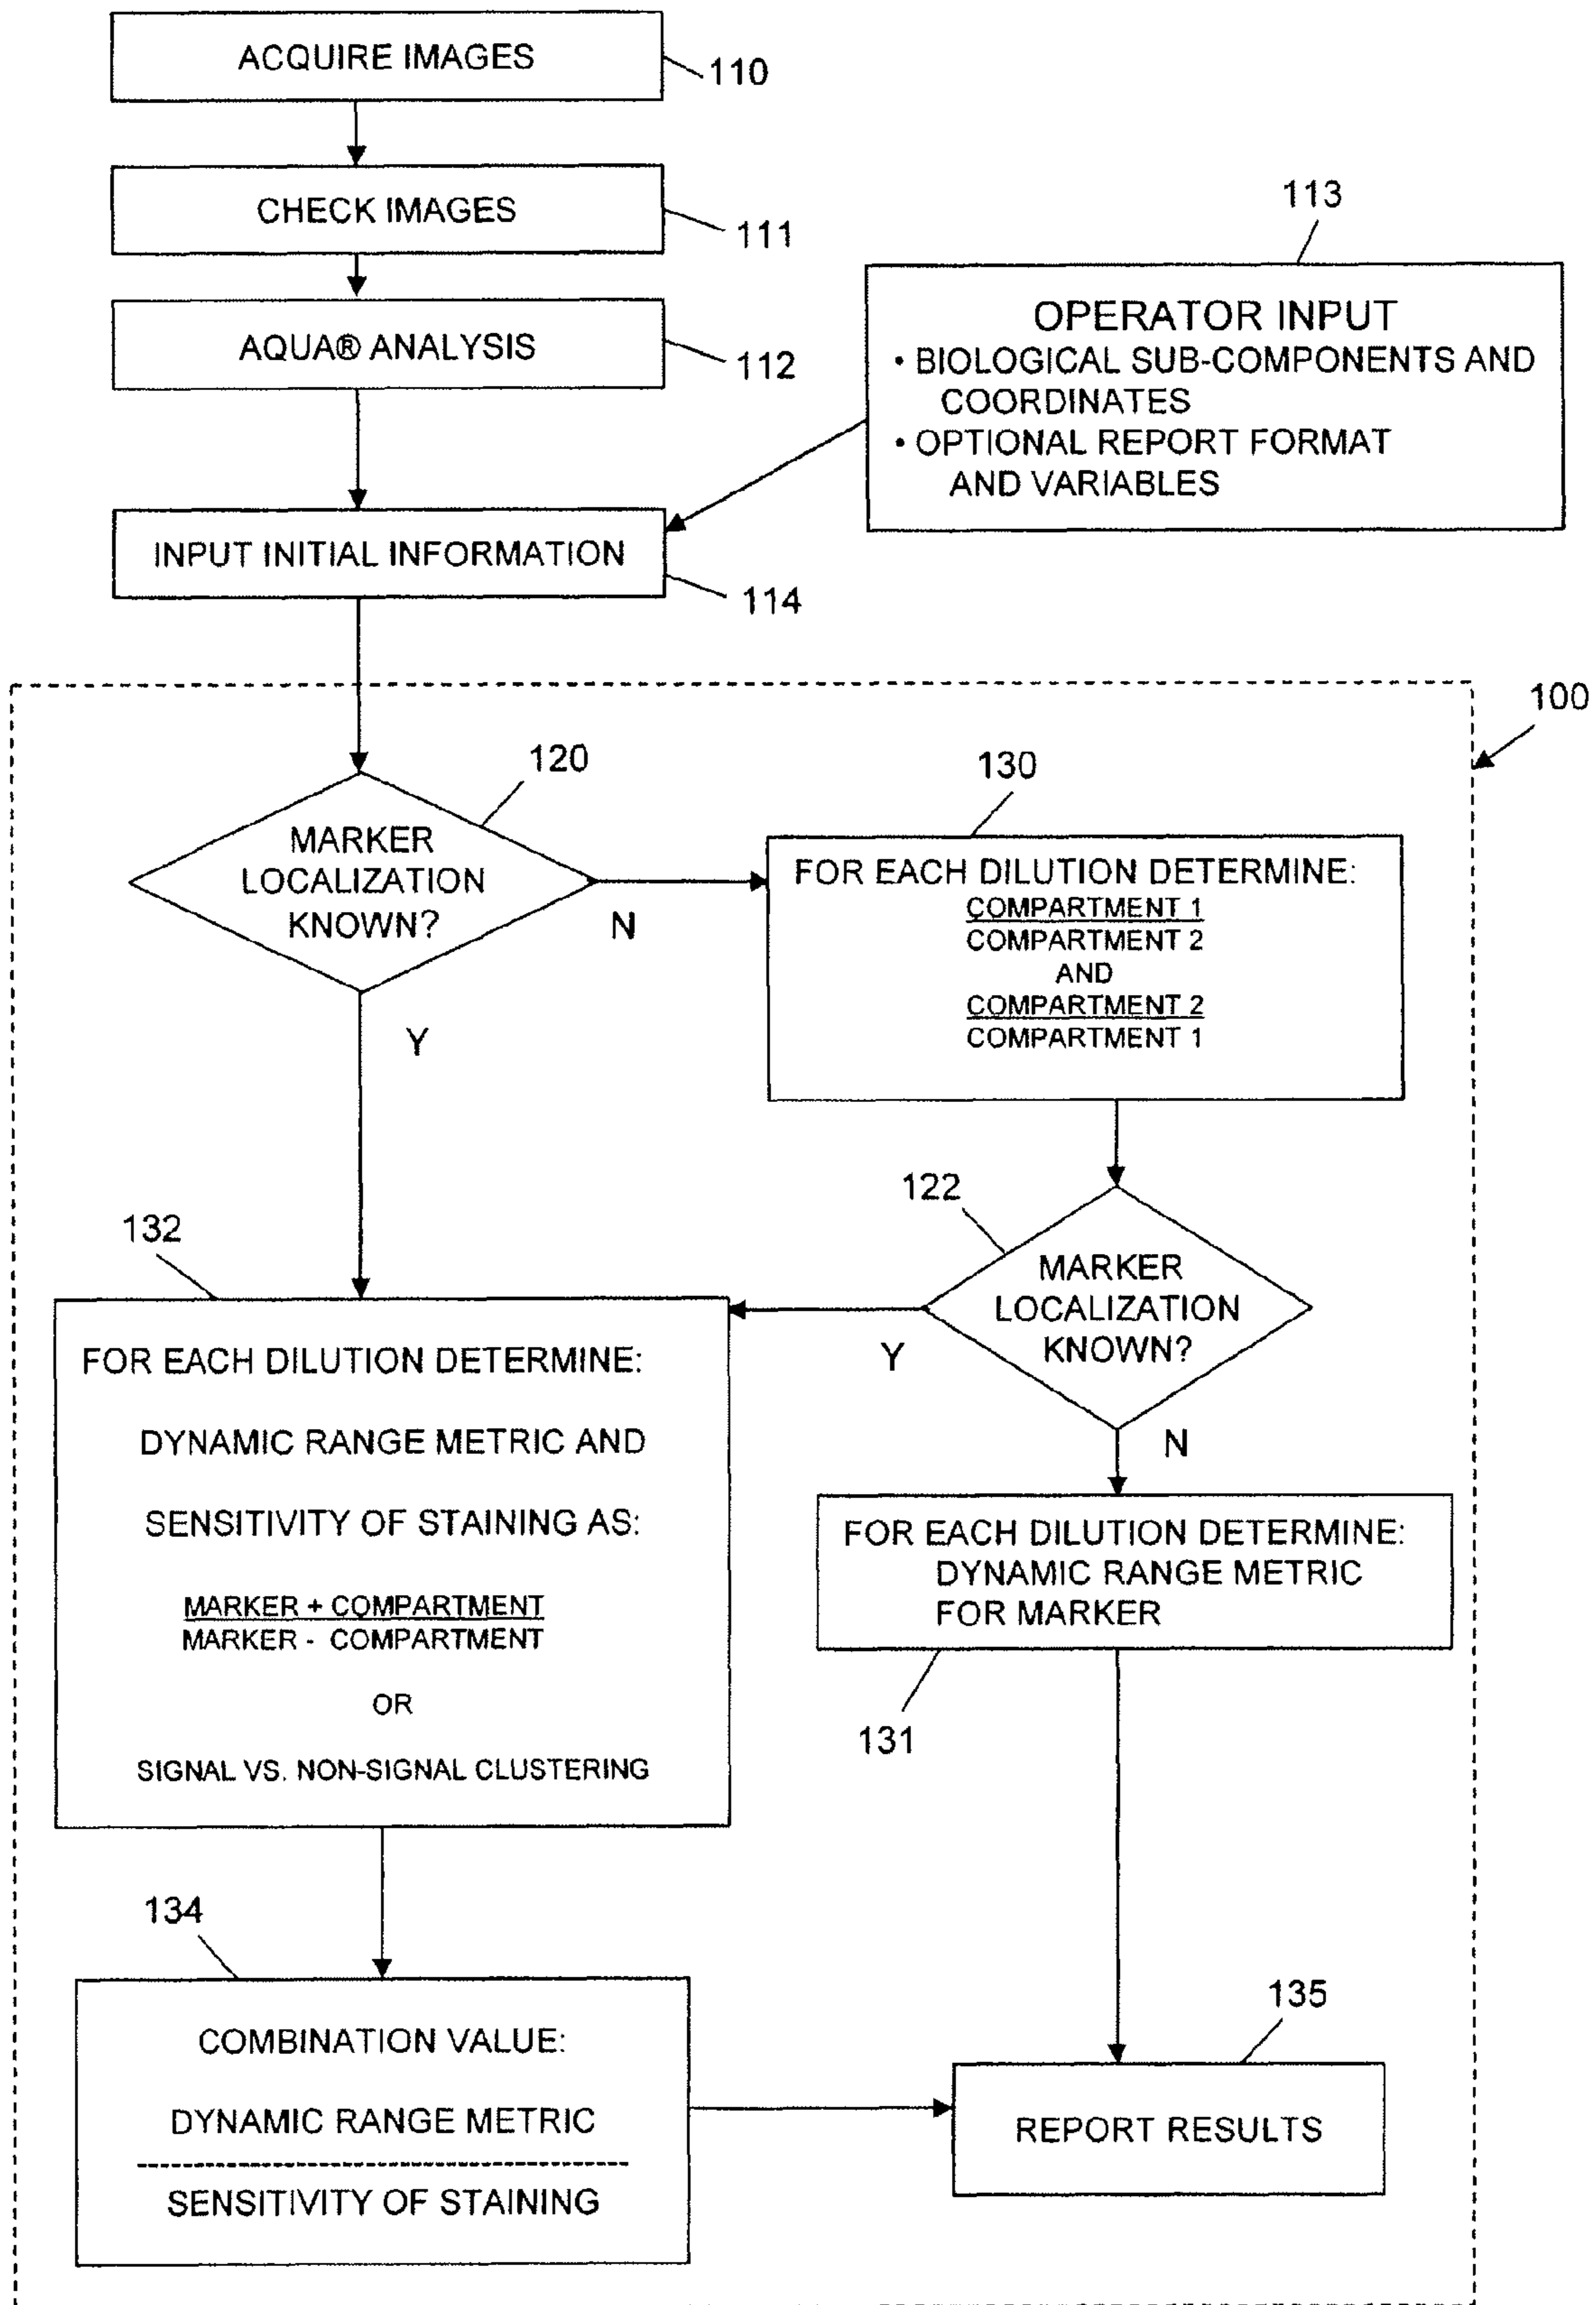 ACQUIRE IMAGES
110
CHECK IMAGES
111
AQUA® ANALYSIS
112
113
OPERATOR INPUT
• BIOLOGICAL SUB-COMPONENTS AND
COORDINATES
• OPTIONAL REPORT FORMAT
AND VARIABLES
INPUT INITIAL INFORMATION
114
100
120
MARKER
LOCALIZATION
KNOWN?
N
Y
130
FOR EACH DILUTION DETERMINE:
COMPARTMENT 1
COMPARTMENT 2
AND
COMPARTMENT 2
COMPARTMENT 1
122
MARKER
LOCALIZATION
KNOWN?
Y
N
132
FOR EACH DILUTION DETERMINE:
DYNAMIC RANGE METRIC AND
SENSITIVITY OF STAINING AS:
MARKER + COMPARTMENT
MARKER - COMPARTMENT
OR
SIGNAL VS. NON-SIGNAL CLUSTERING
FOR EACH DILUTION DETERMINE:
DYNAMIC RANGE METRIC
FOR MARKER
131
134
COMBINATION VALUE:
DYNAMIC RANGE METRIC
SENSITIVITY OF STAINING
135
REPORT RESULTS